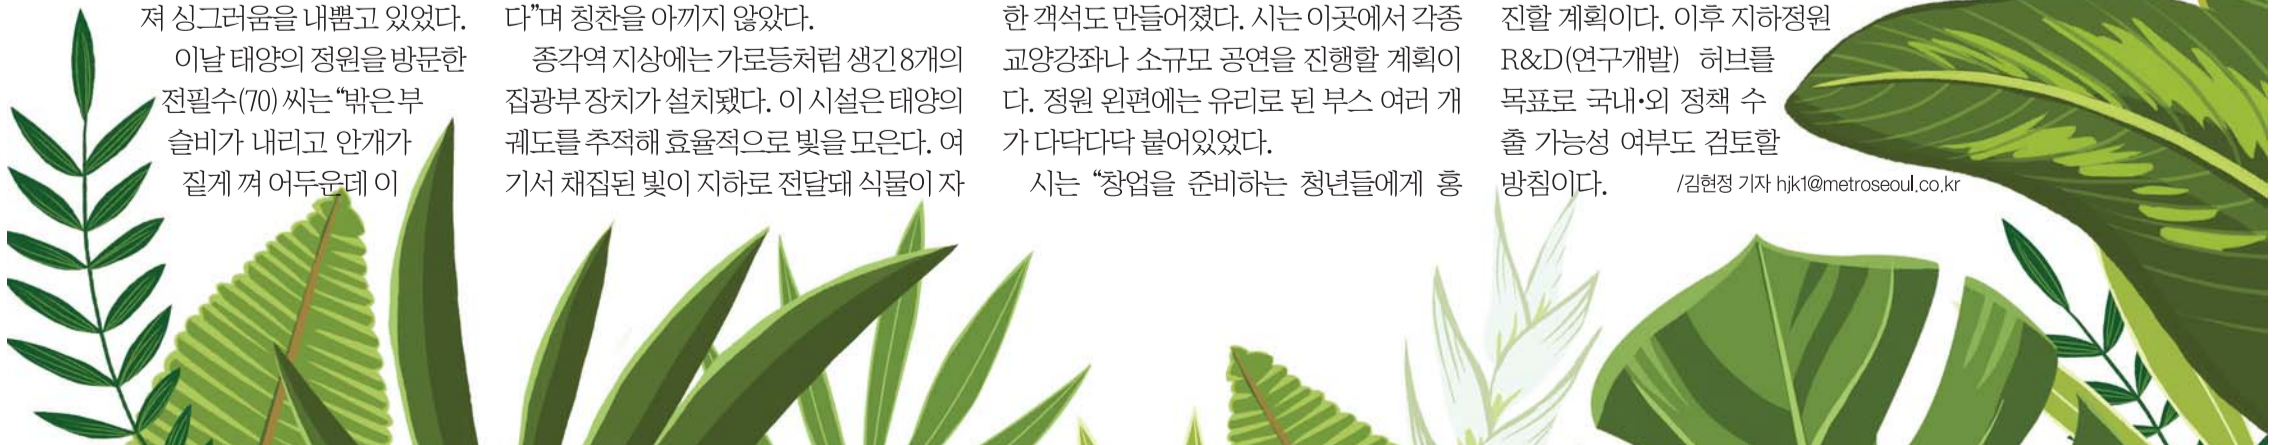 져 싱그러움을 내뿜고 있었다.
이날 태양의 정원을 방문한
전필수(70) 씨는 “밖은 부
슬비가 내리고 안개가
짙게 껴 어두운데 이
다”며 칭찬을 아끼지 않았다.
종각역 지상에는 가로등처럼 생긴 8개의
집광부 장치가 설치됐다. 이 시설은 태양의
궤도를 추적해 효율적으로 빛을 모은다. 여
기서 채집된 빛이 지하로 전달돼 식물이 자
한 객석도 만들어졌다. 시는 이곳에서 각종
교양강좌나 소규모 공연을 진행할 계획이
다. 정원 왼편에는 유리로 된 부스 여러 개
가 다닥다닥 붙어있었다.
시는 “창업을 준비하는 청년들에게 홍
진할 계획이다. 이후 지하정원
R&D(연구개발) 허브를
목표로 국내·외 정책 수
출 가능성 여부도 검토할
방침이다.
/김현정 기자 hjk1@metroseoul.co.kr